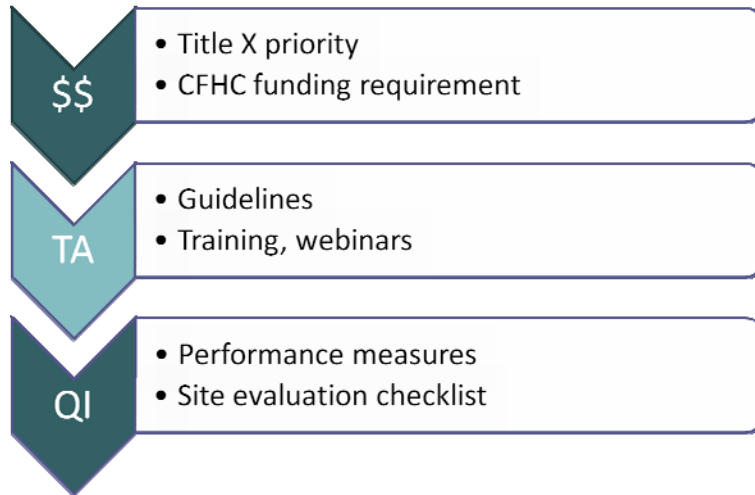 $$
• Title X priority
• CFHC funding requirement
TA
• Guidelines
• Training, webinars
QI
• Performance measures
• Site evaluation checklist